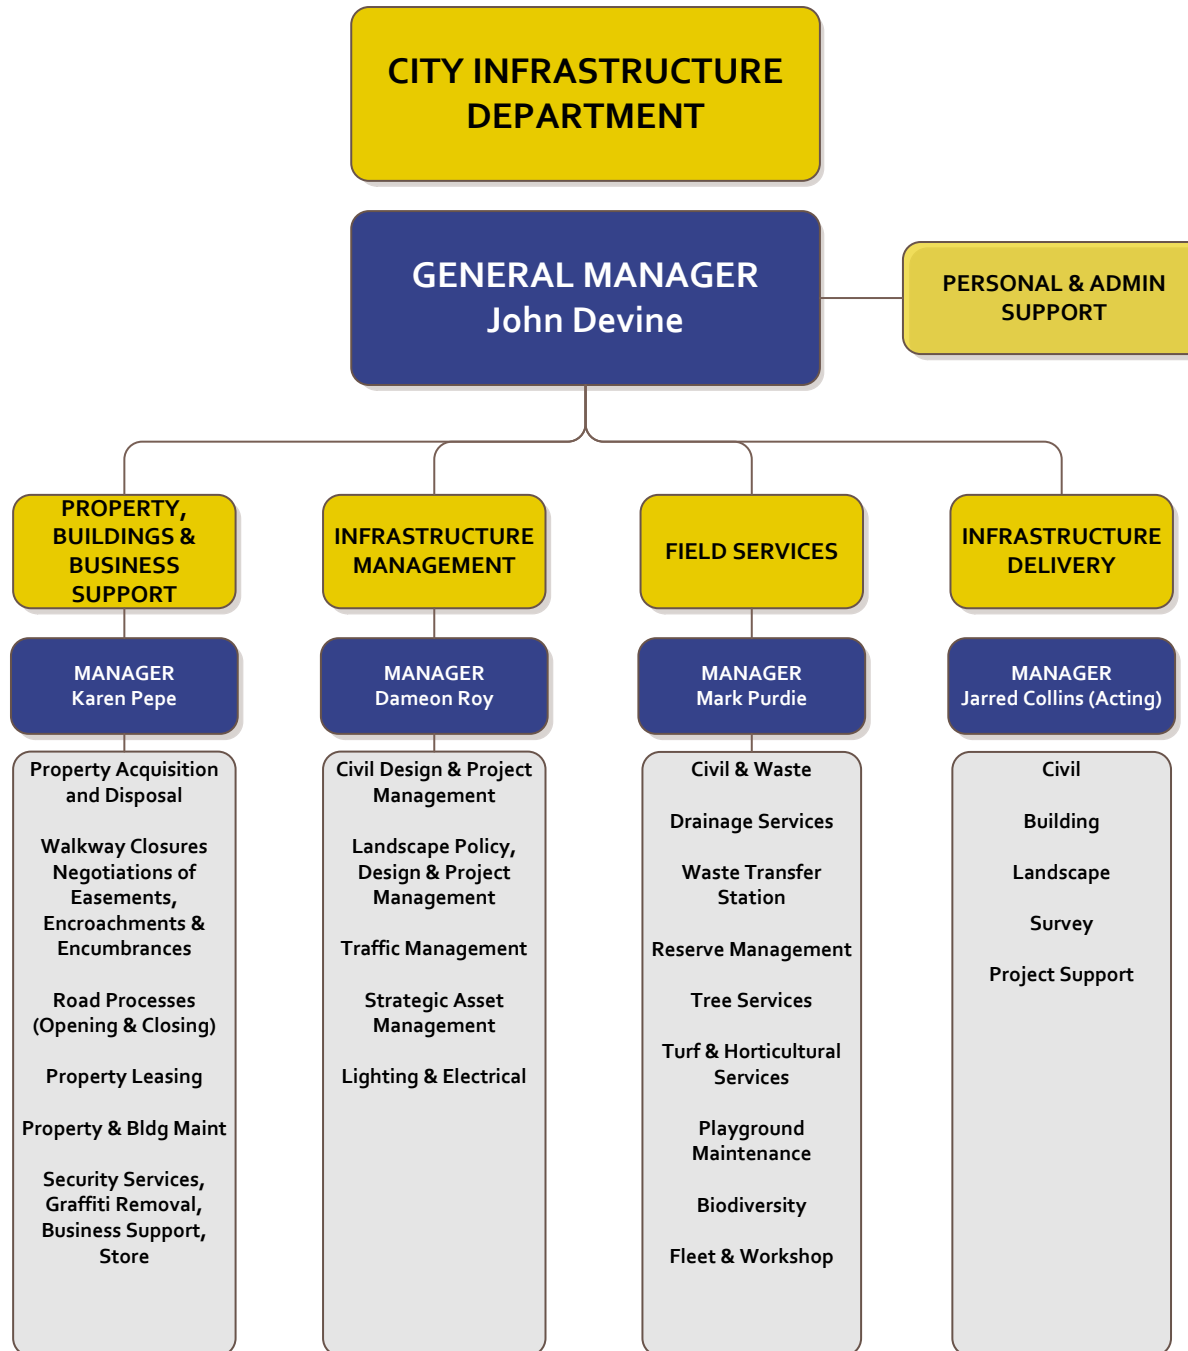 CITY INFRASTRUCTURE
DEPARTMENT
GENERAL MANAGER
John Devine
PERSONAL & ADMIN
SUPPORT
PROPERTY,
BUILDINGS &
BUSINESS
SUPPORT
MANAGER
Karen Pepe
Property Acquisition
and Disposal
Walkway Closures
Negotiations of
Easements,
Encroachments &
Encumbrances
Road Processes
(Opening & Closing)
Property Leasing
Property & Bldg Maint
Security Services,
Graffiti Removal,
Business Support,
Store
INFRASTRUCTURE
MANAGEMENT
MANAGER
Dameon Roy
Civil Design & Project
Management
Landscape Policy,
Design & Project
Management
Traffic Management
Strategic Asset
Management
Lighting & Electrical
FIELD SERVICES
MANAGER
Mark Purdie
Civil & Waste
Drainage Services
Waste Transfer
Station
Reserve Management
Tree Services
Turf & Horticultural
Services
Playground
Maintenance
Biodiversity
Fleet & Workshop
INFRASTRUCTURE
DELIVERY
MANAGER
Jarred Collins (Acting)
Civil
Building
Landscape
Survey
Project Support